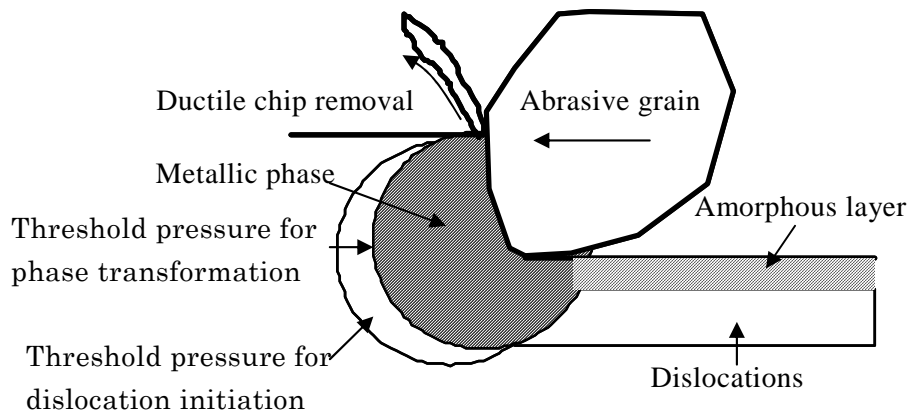 Ductile chip removal
Abrasive grain
Metallic phase
Amorphous layer
Threshold pressure for
phase transformation
Threshold pressure for
dislocation initiation
Dislocations